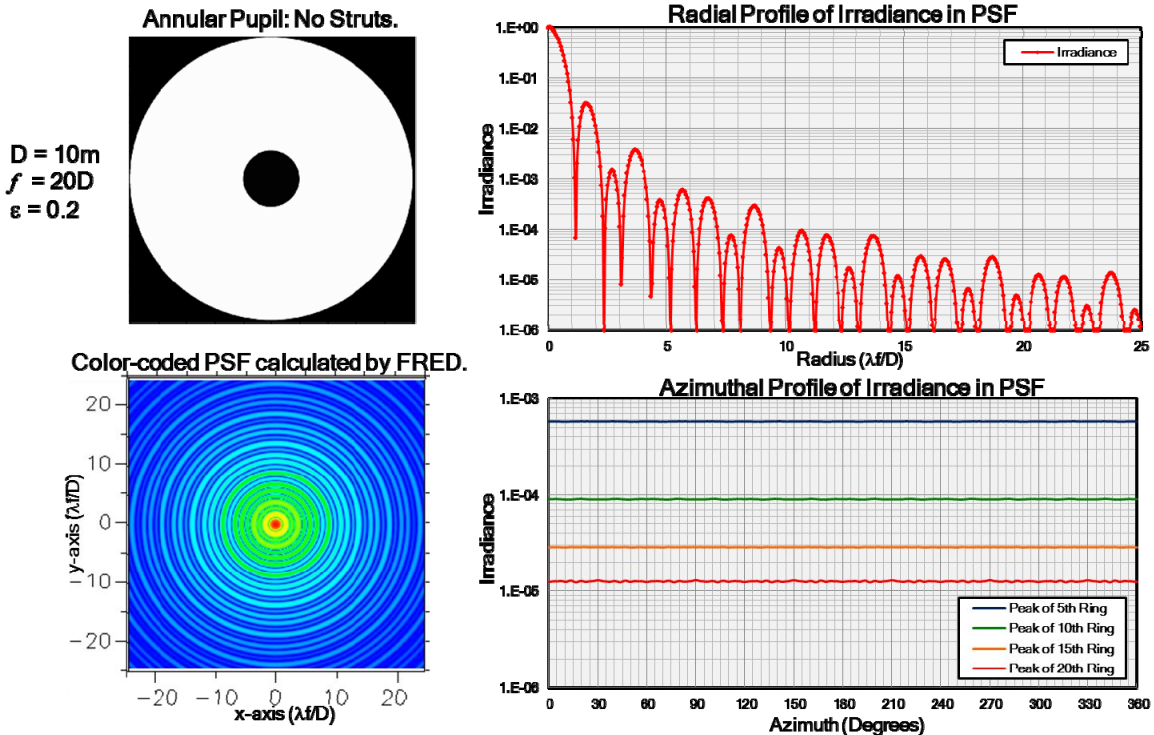 Annular Pupil: No Struts.
D = 10m
f = 20D
ε = 0.2
Radial Profile of Irradiance in PSF
Irradiance
1.E+00
1.E-01
1.E-02
1.E-03
1.E-04
1.E-05
1.E-06
Irradiance
0 5 10 15 20 25
Radius (λf/D)
Color-coded PSF calculated by FRED.
y-axis (λf/D)
20
10
0
−10
−20
−20 −10 0 10 20
x-axis (λf/D)
Azimuthal Profile of Irradiance in PSF
Irradiance
1.E-03
1.E-04
1.E-05
1.E-06
Peak of 5th Ring
Peak of 10th Ring
Peak of 15th Ring
Peak of 20th Ring
0 30 60 90 120 150 180 210 240 270 300 330 360
Azimuth (Degrees)